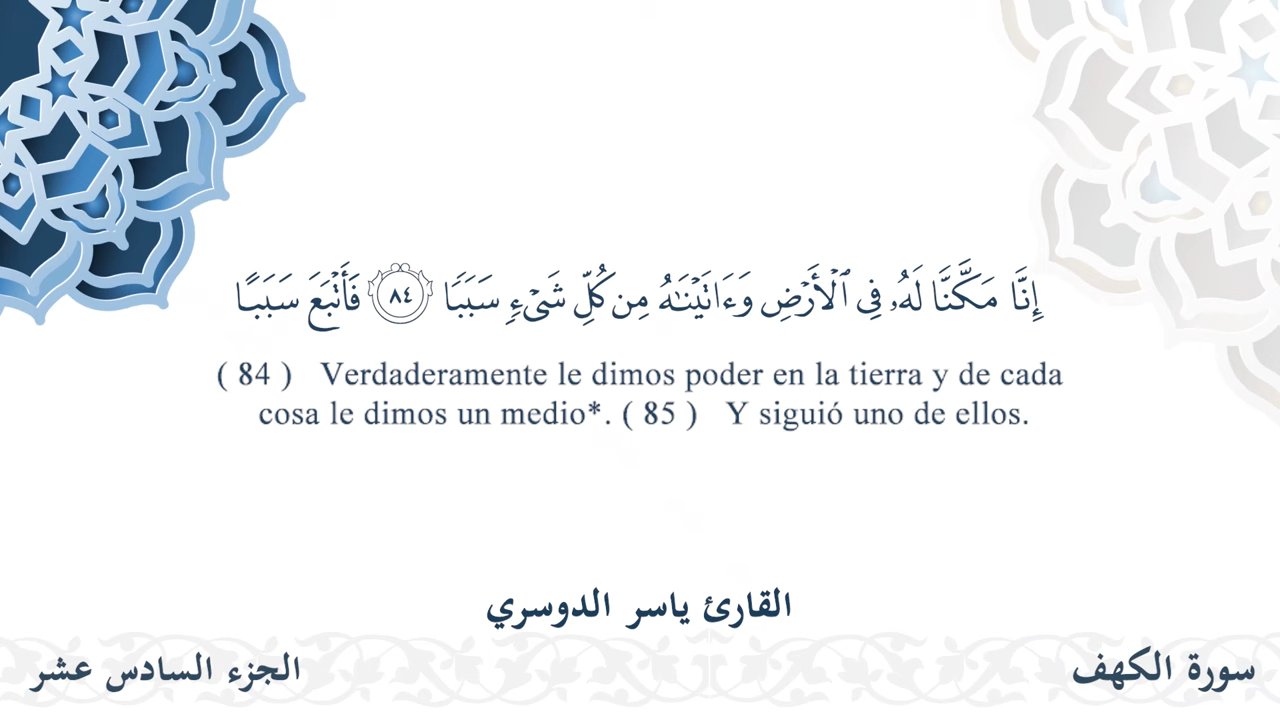 إِنَّا مَكَّنَّا لَهُۥ فِى ٱلْأَرْضِ وَءَاتَيْنَـٰهُ مِن كُلِّ شَىْءٍۢ سَبَبًۭا ٨٤ فَأَتْبَعَ سَبَبًا
( 84 ) Verdaderamente le dimos poder en la tierra y de cada
cosa le dimos un medio*. ( 85 ) Y siguió uno de ellos.
القارئ ياسر الدوسري
سورة الكهف
الجزء السادس عشر